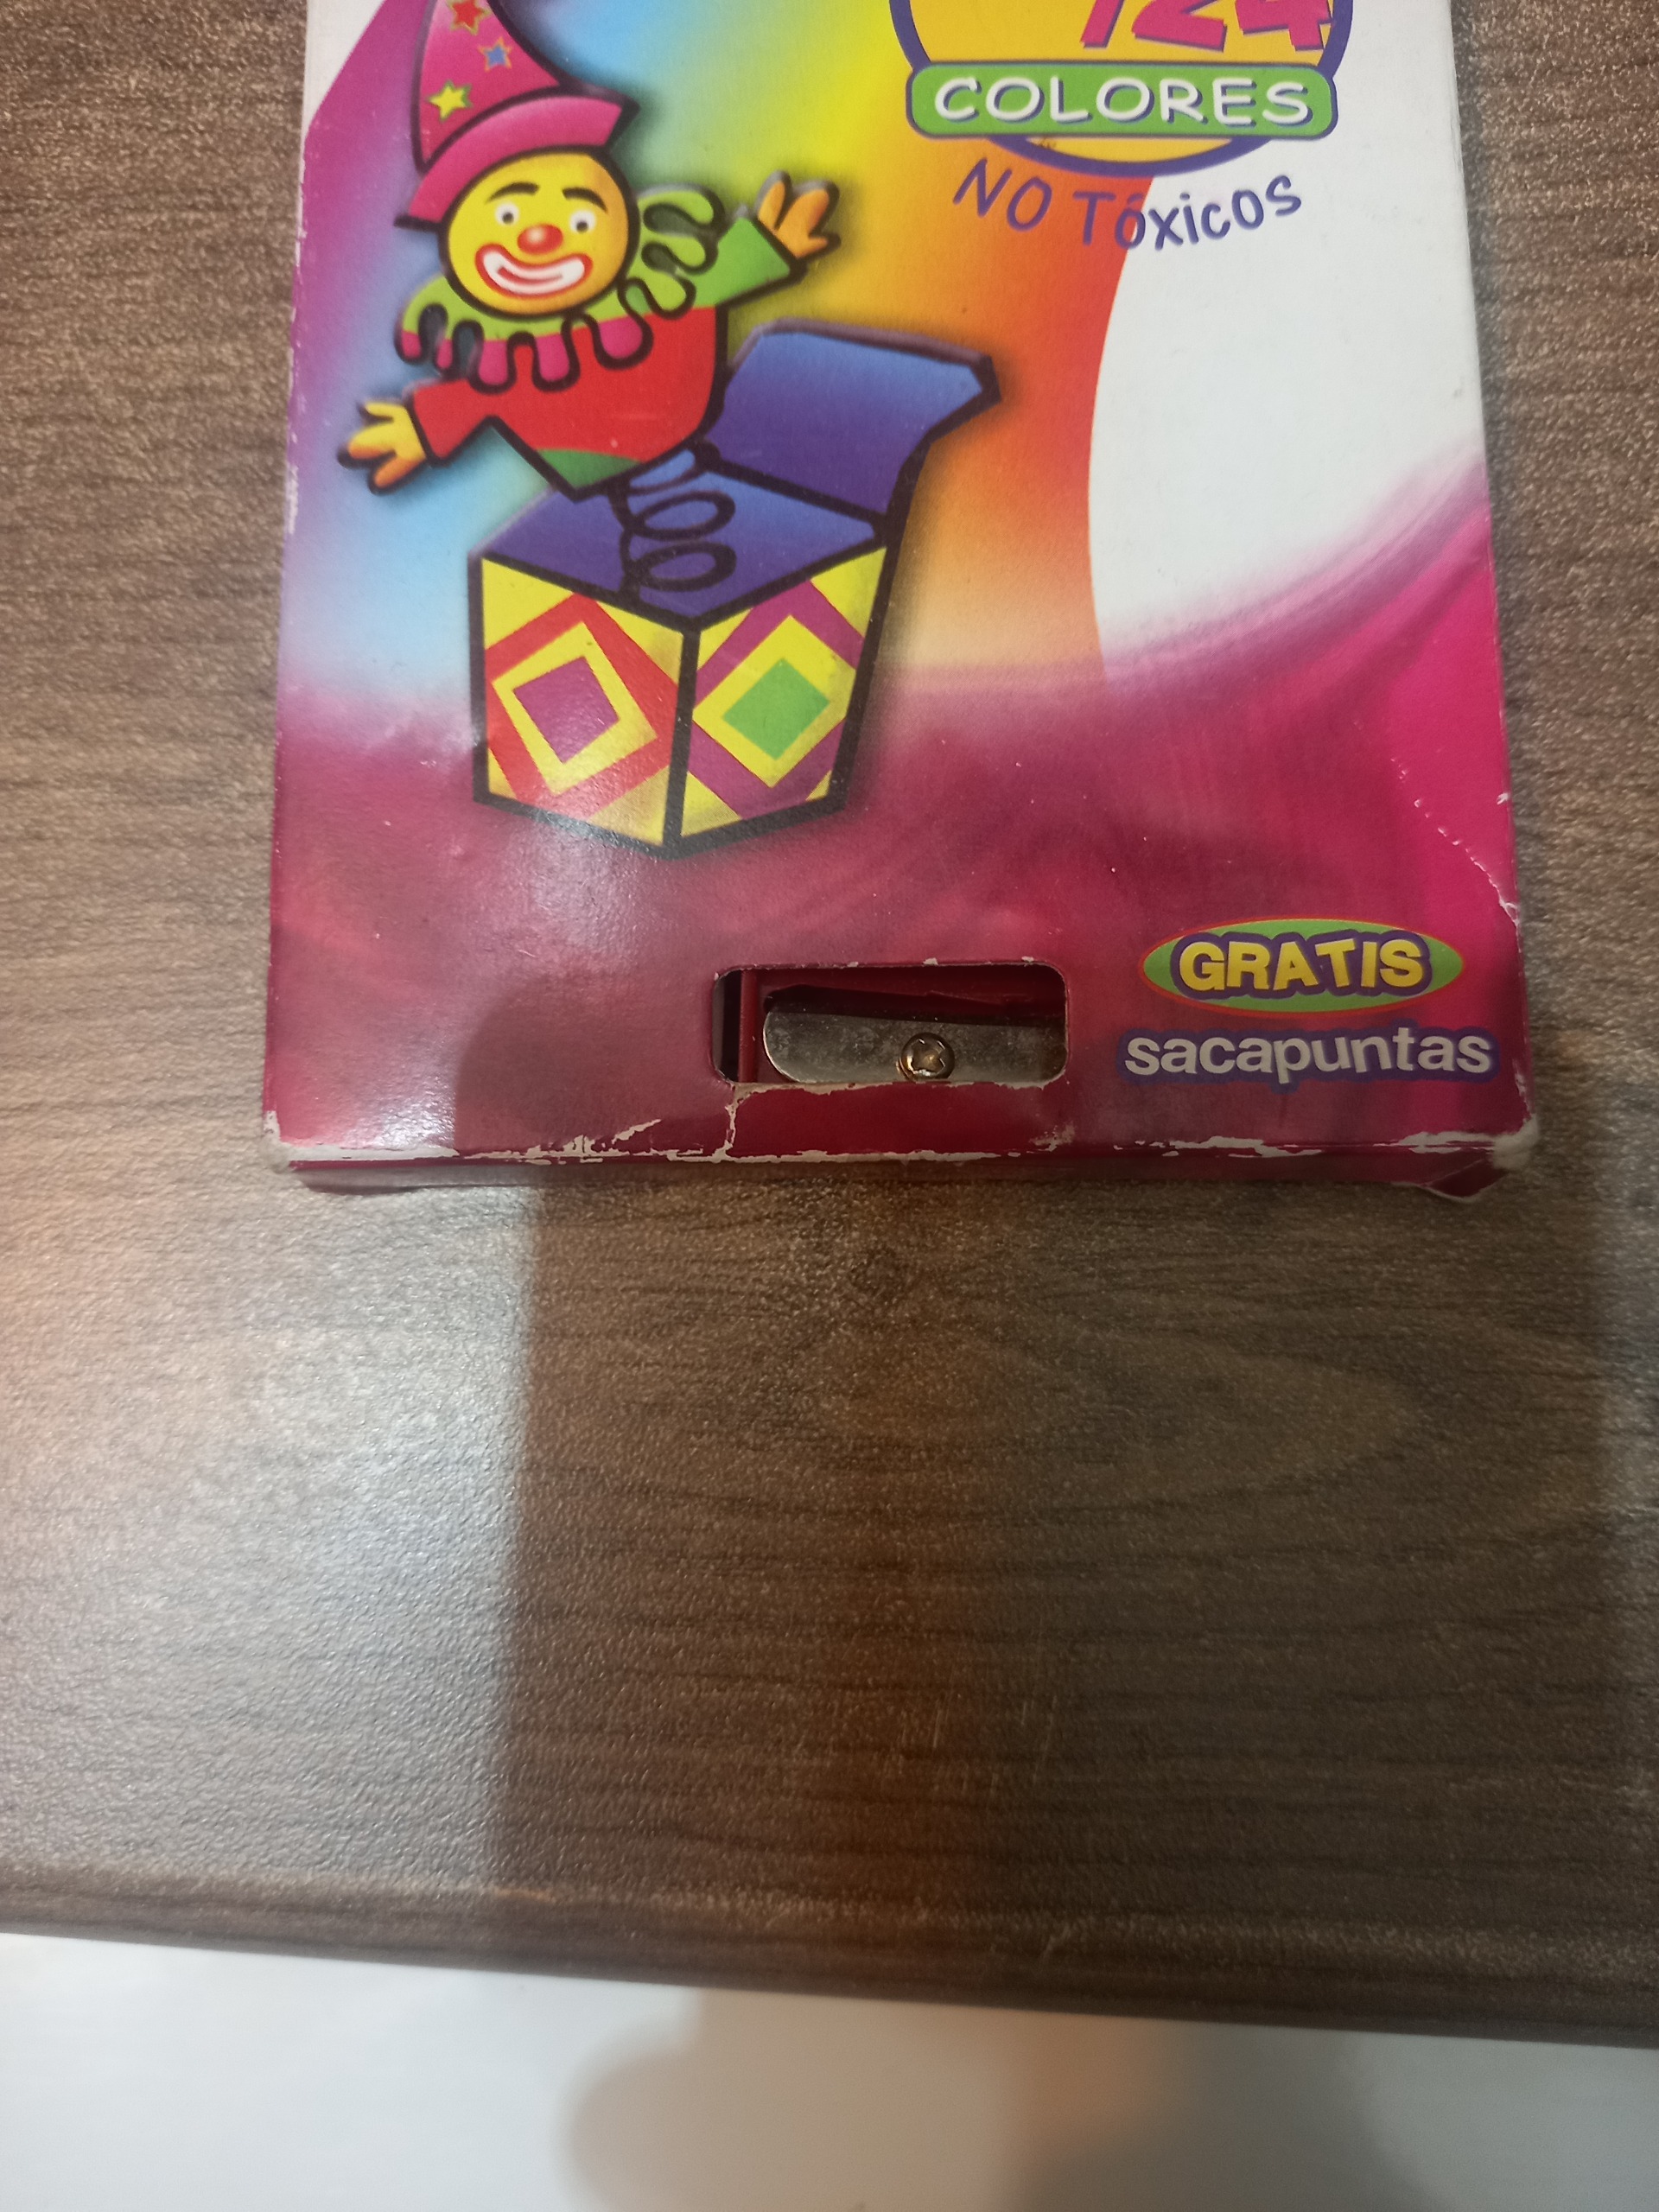 /24
COLORES
NO TÓXICOS
GRATIS
sacapuntas